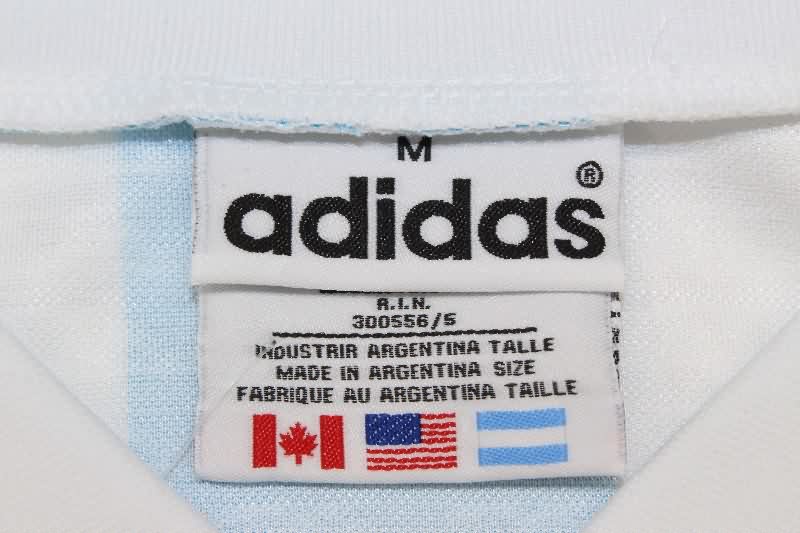 M
adidas®
R.I.N.
300556/5
INDUSTRIR ARGENTINA TALLE
MADE IN ARGENTINA SIZE
FABRIQUE AU ARGENTINA TAILLE